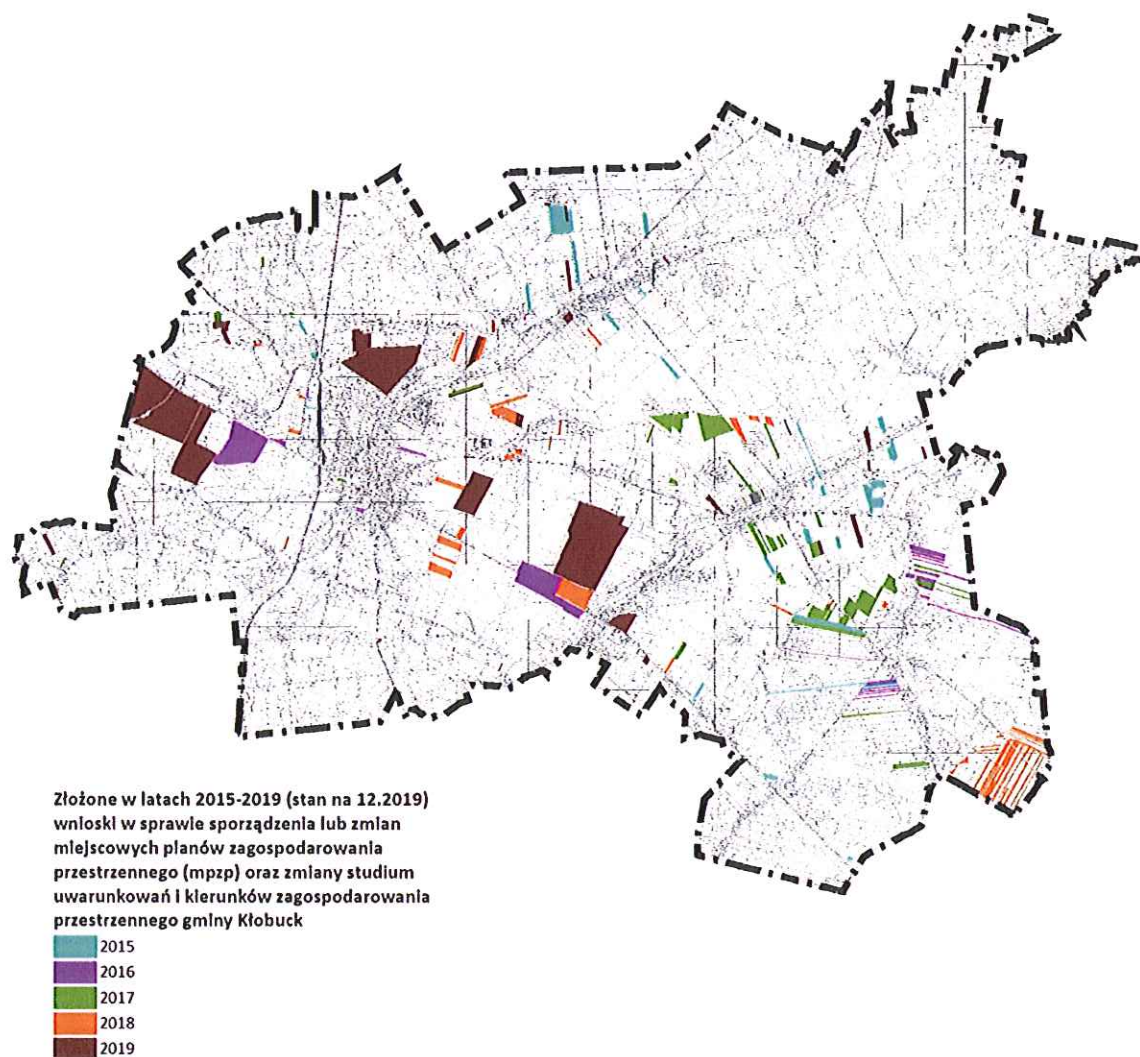 Złożone w latach 2015-2019 (stan na 12.2019)
wnioski w sprawie sporządzenia lub zmian
miejscowych planów zagospodarowania
przestrzennego (mpzp) oraz zmiany studium
uwarunkowań i kierunków zagospodarowania
przestrzennego gminy Kłobuck
2015
2016
2017
2018
2019